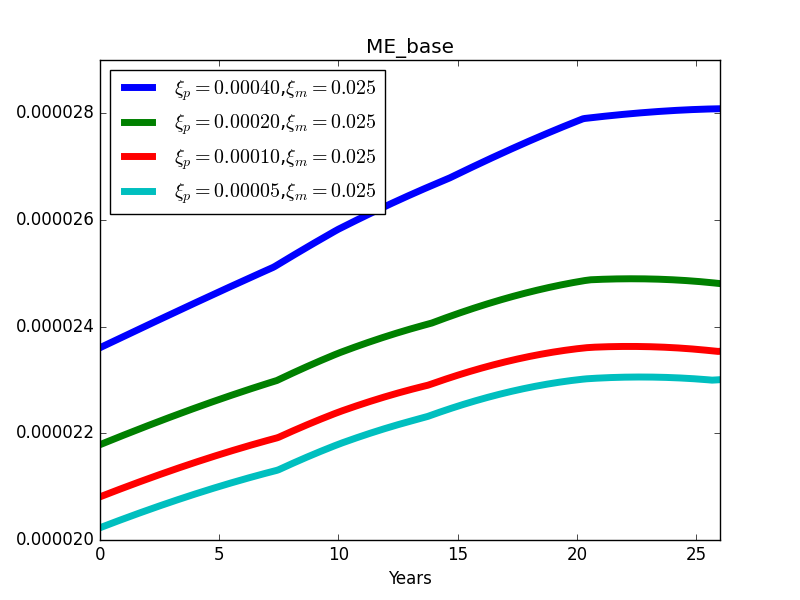 ME_base
ξₚ = 0.00040,ξₘ = 0.025
ξₚ = 0.00020,ξₘ = 0.025
ξₚ = 0.00010,ξₘ = 0.025
ξₚ = 0.00005,ξₘ = 0.025
0.000028
0.000026
0.000024
0.000022
0.000020
0 5 10 15 20 25
Years